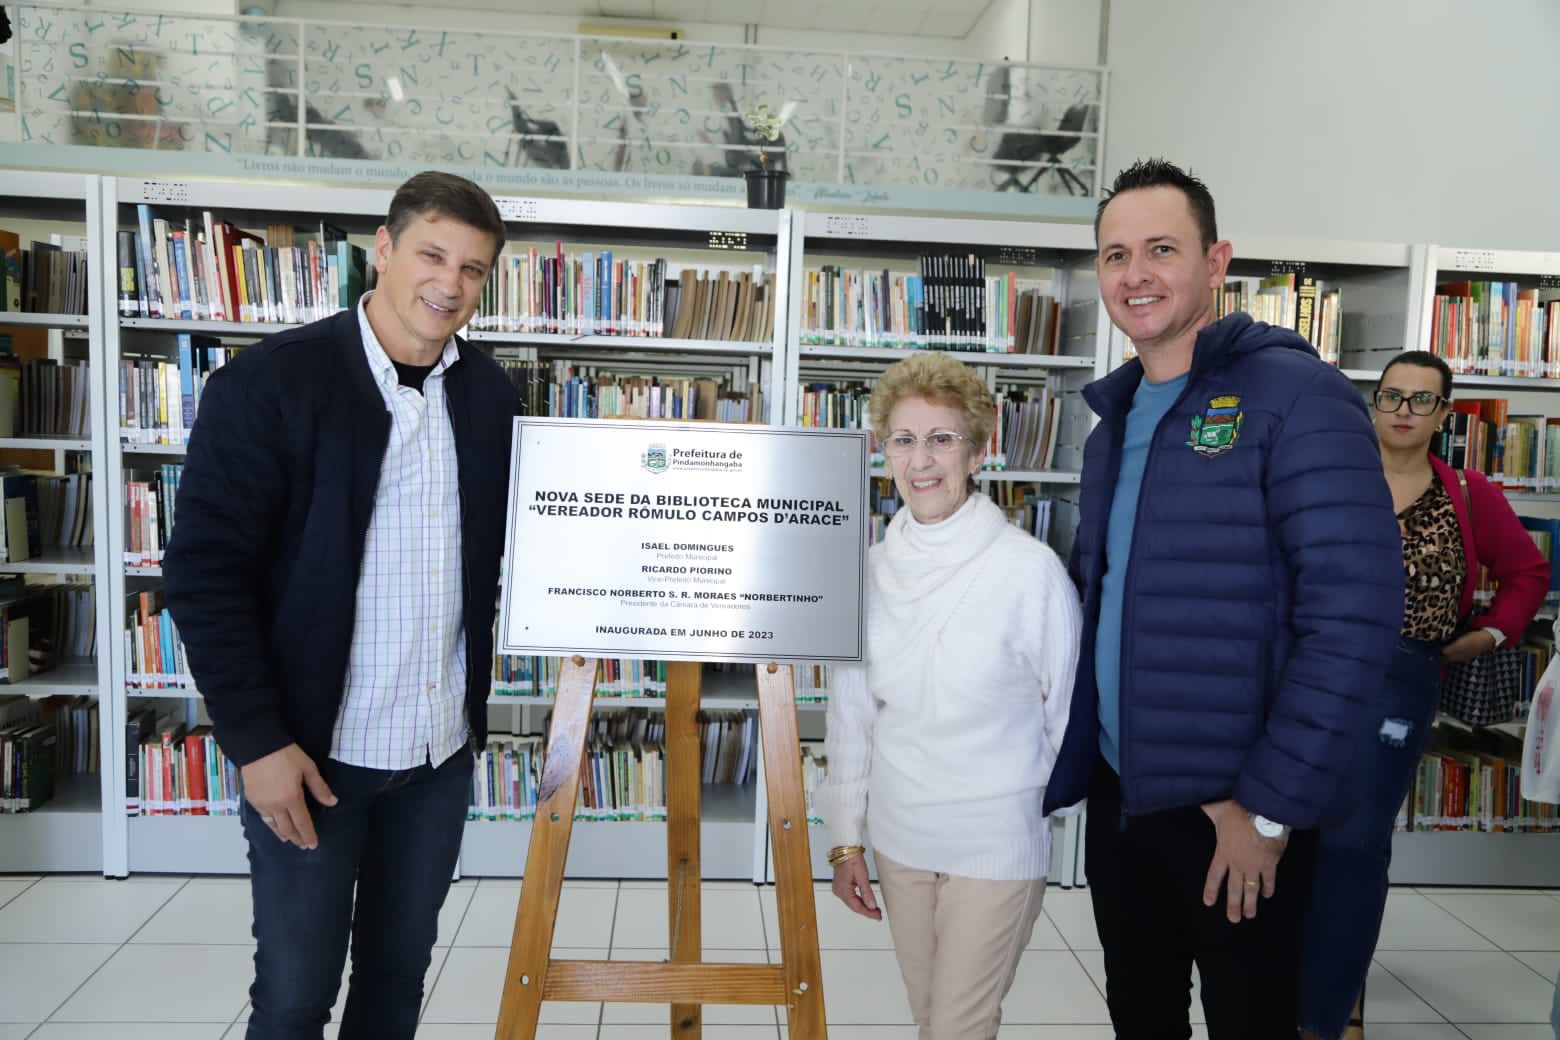 "Livros não mudam o mundo, o mundo são as pessoas. Os livros só mudam
Prefeitura de
Pindamonhangaba
NOVA SEDE DA BIBLIOTECA MUNICIPAL
"VEREADOR RÔMULO CAMPOS D'ARACE"
ISAEL DOMINGUES
Prefeito Municipal
RICARDO PIORINO
Vice-Prefeito Municipal
FRANCISCO NORBERTO S. R. MORAES "NORBERTINHO"
Presidente da Câmara de Vereadores
INAUGURADA EM JUNHO DE 2023